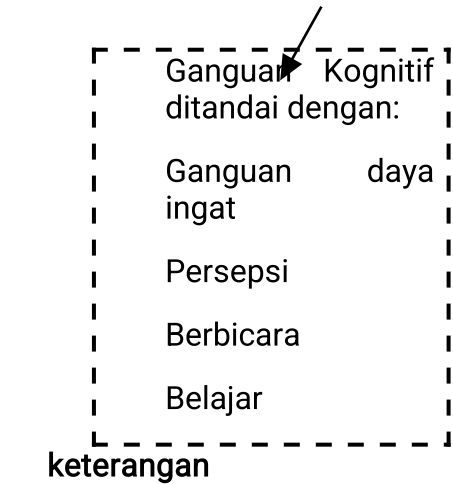 Ganguan Kognitif
ditandai dengan:
Ganguan daya
ingat
Persepsi
Berbicara
Belajar
keterangan